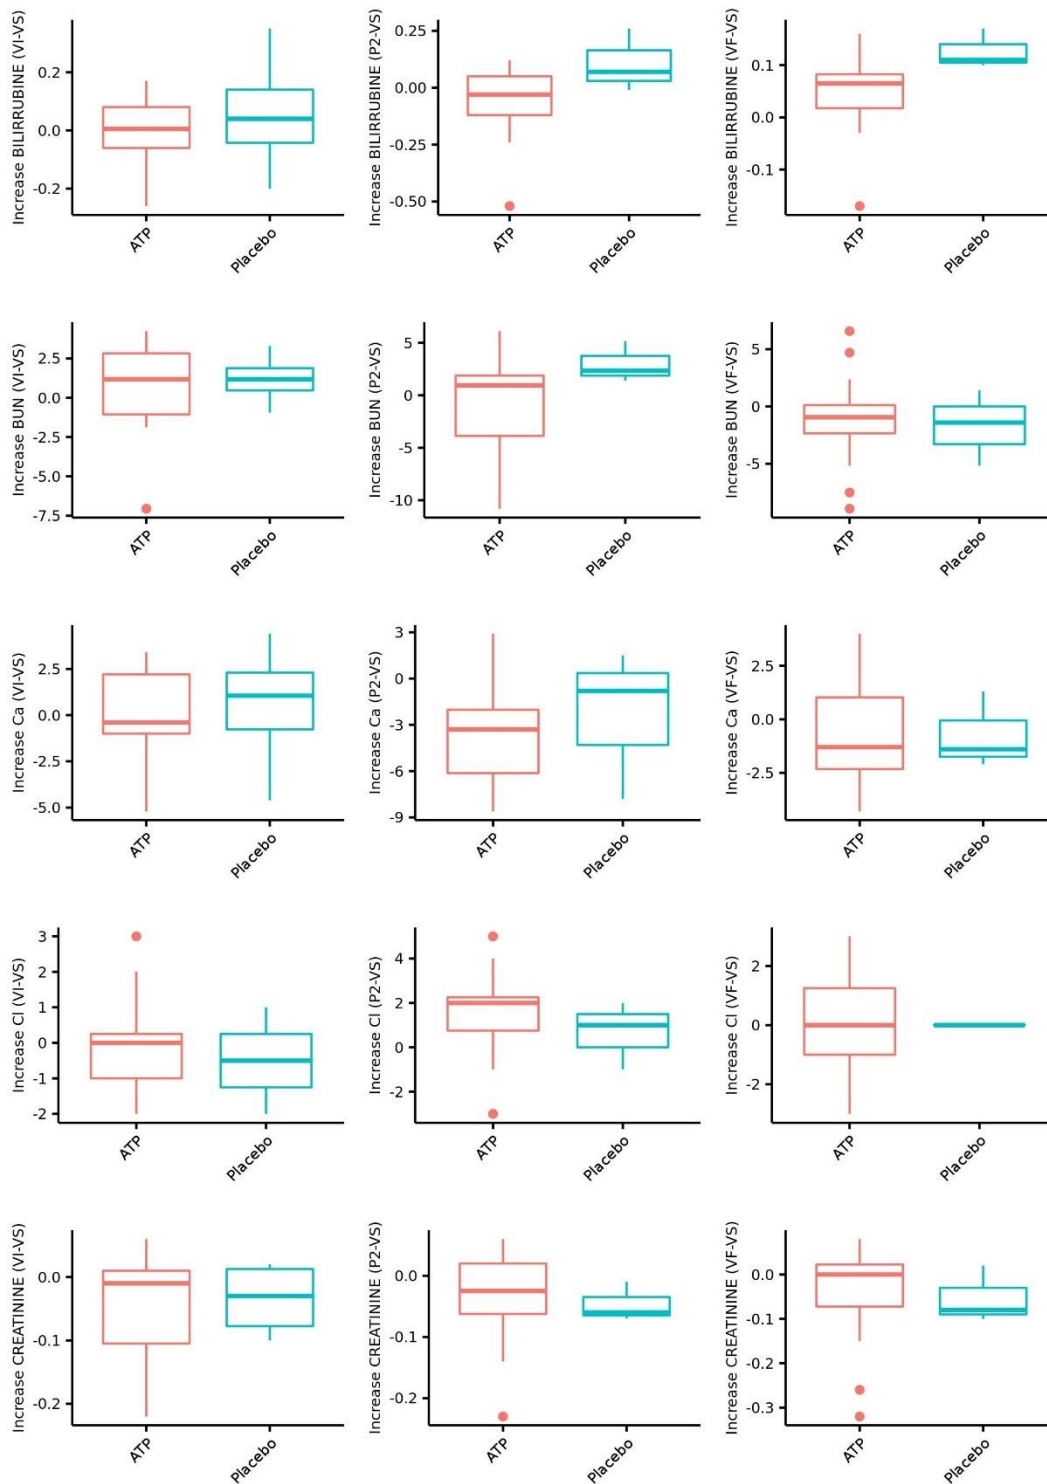 Increase BILIRRUBINE (VI-VS)
0.2
0.0
-0.2
ATP
Placebo
Increase BILIRRUBINE (P2-VS)
0.25
0.00
-0.25
-0.50
ATP
Placebo
Increase BILIRRUBINE (VF-VS)
0.1
0.0
-0.1
ATP
Placebo
Increase BUN (VI-VS)
2.5
0.0
-2.5
-5.0
-7.5
ATP
Placebo
Increase BUN (P2-VS)
5
0
-5
-10
ATP
Placebo
Increase BUN (VF-VS)
5
0
-5
ATP
Placebo
Increase Ca (VI-VS)
2.5
0.0
-2.5
-5.0
ATP
Placebo
Increase Ca (P2-VS)
3
0
-3
-6
-9
ATP
Placebo
Increase Ca (VF-VS)
2.5
0.0
-2.5
ATP
Placebo
Increase Cl (VI-VS)
3
2
1
0
-1
-2
ATP
Placebo
Increase Cl (P2-VS)
4
2
0
-2
ATP
Placebo
Increase Cl (VF-VS)
2
0
-2
ATP
Placebo
Increase CREATININE (VI-VS)
0.0
-0.1
-0.2
ATP
Placebo
Increase CREATININE (P2-VS)
0.0
-0.1
-0.2
ATP
Placebo
Increase CREATININE (VF-VS)
0.0
-0.1
-0.2
-0.3
ATP
Placebo